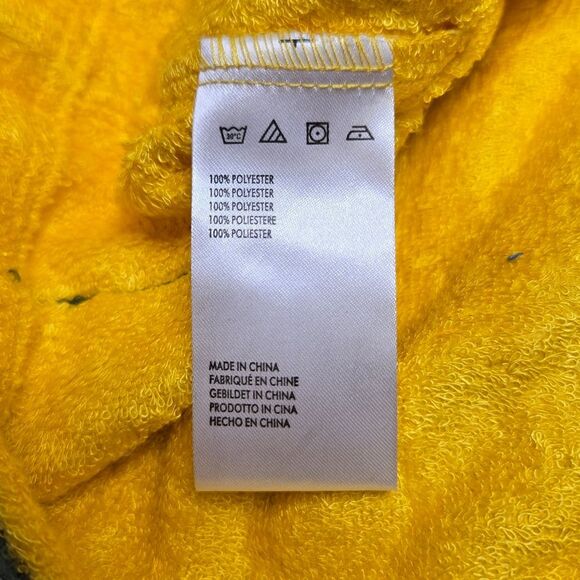 30°C
100% POLYESTER
100% POLYESTER
100% POLYESTER
100% POLIESTERE
100% POLIESTER
MADE IN CHINA
FABRIQUÉ EN CHINE
GEBILDET IN CHINA
PRODOTTO IN CINA
HECHO EN CHINA